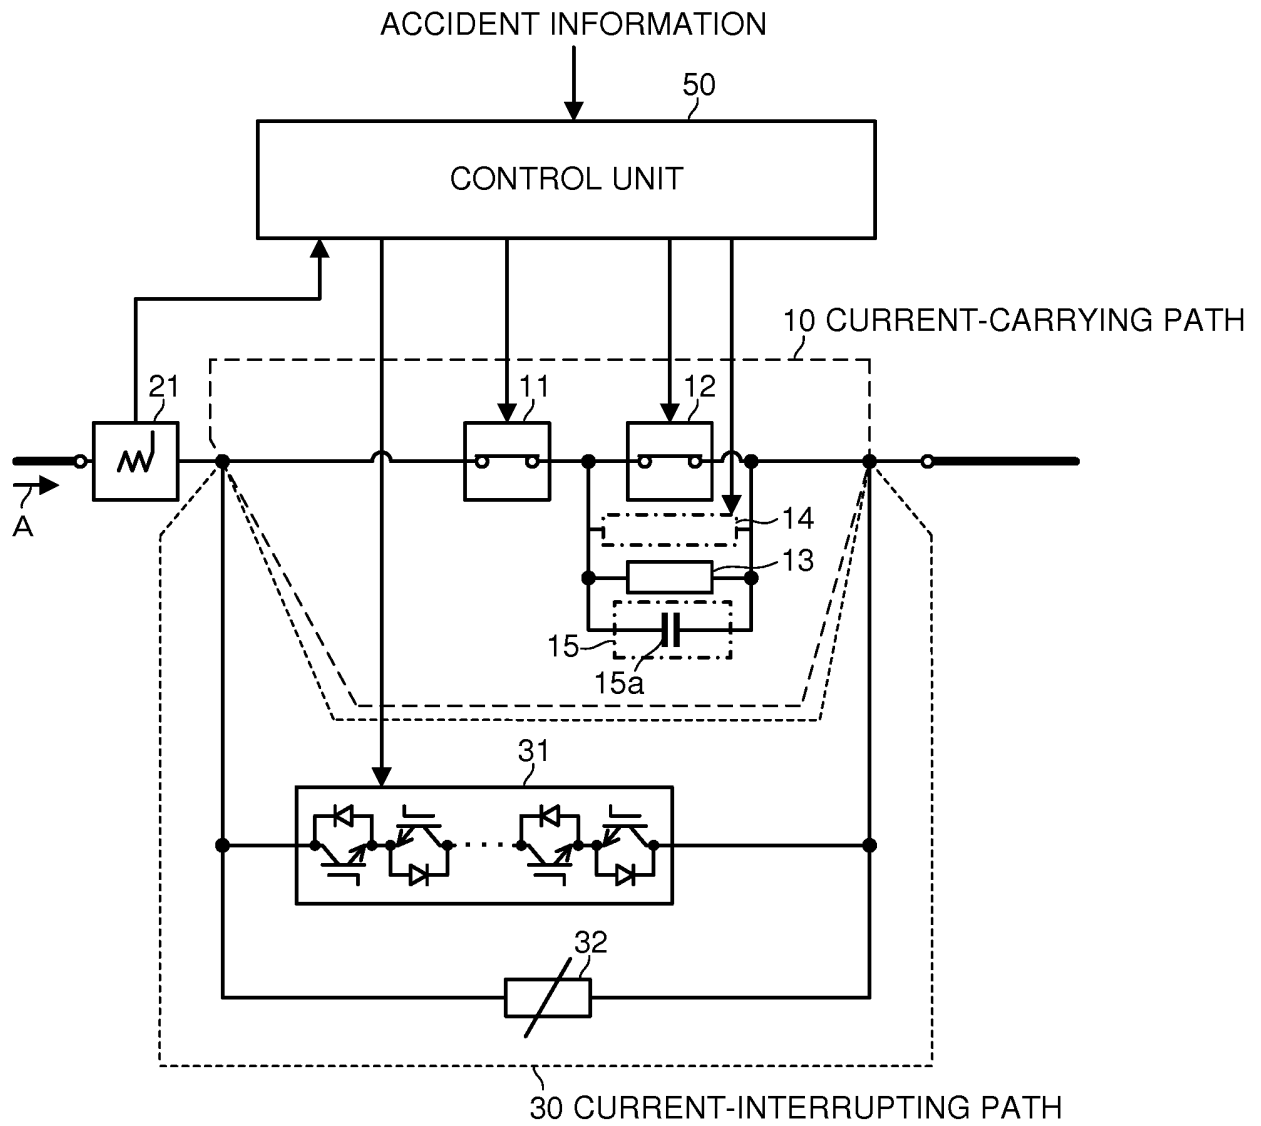 ACCIDENT INFORMATION
50
CONTROL UNIT
10 CURRENT-CARRYING PATH
21
11
12
A
14
13
15
15a
31
32
30 CURRENT-INTERRUPTING PATH